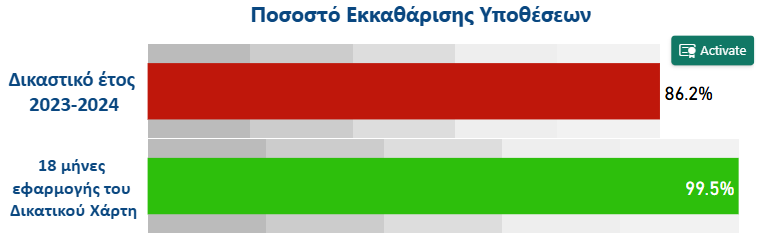 Ποσοστό Εκκαθάρισης Υποθέσεων
Activate
Δικαστικό έτος
2023-2024
86.2%
18 μήνες
εφαρμογής του
Δικατικού Χάρτη
99.5%